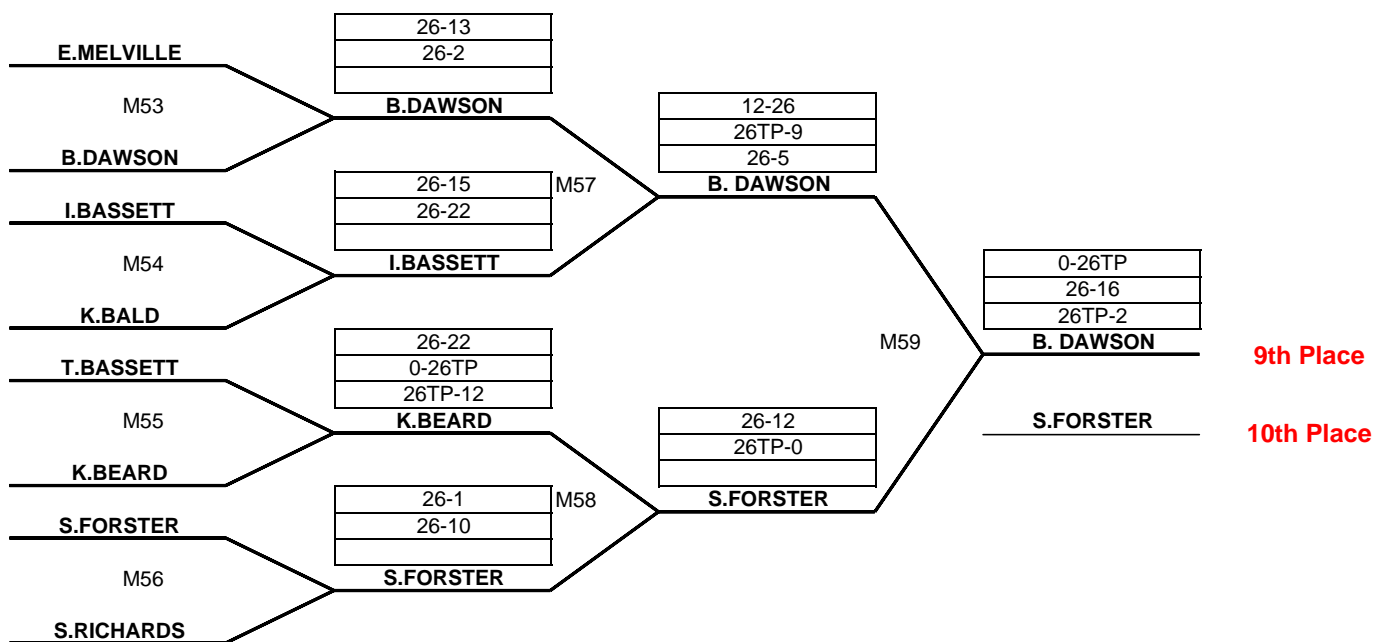 26-13
E.MELVILLE
26-2
M53
B.DAWSON
12-26
26TP-9
B.DAWSON
26-5
26-15
M57
B. DAWSON
I.BASSETT
26-22
M54
I.BASSETT
0-26TP
26-16
K.BALD
26TP-2
26-22
M59
B. DAWSON
9th Place
T.BASSETT
0-26TP
26TP-12
M55
K.BEARD
26-12
S.FORSTER
10th Place
26TP-0
K.BEARD
26-1
M58
S.FORSTER
S.FORSTER
26-10
M56
S.FORSTER
S.RICHARDS